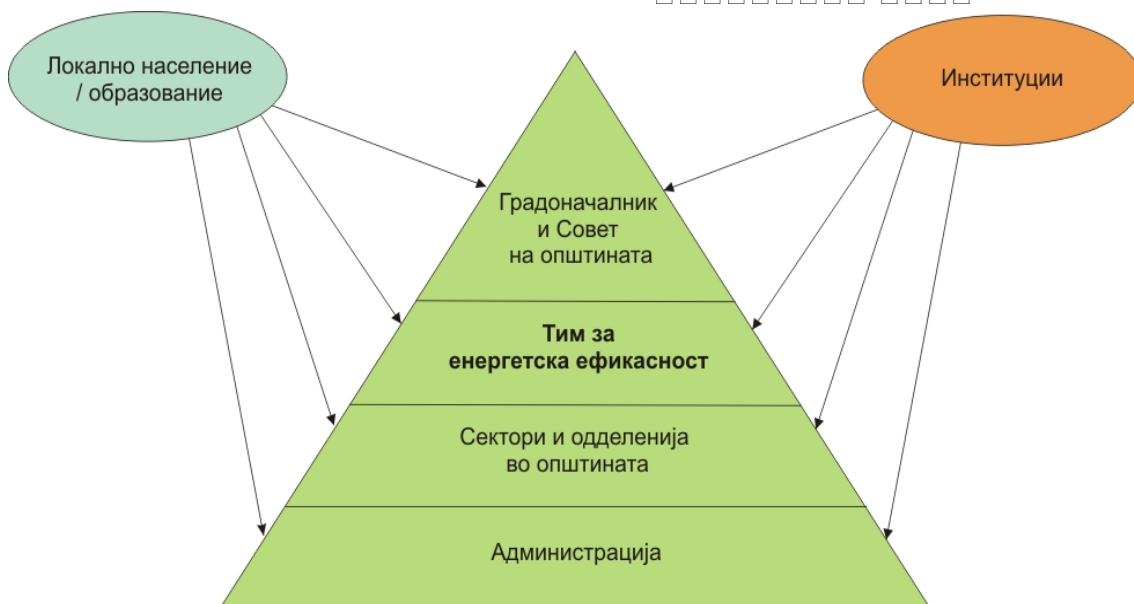 Локално население
/ образование
Институции
Градоначалник
и Совет
на општината
Тим за
енергетска ефикасност
Сектори и одделенија
во општината
Администрација